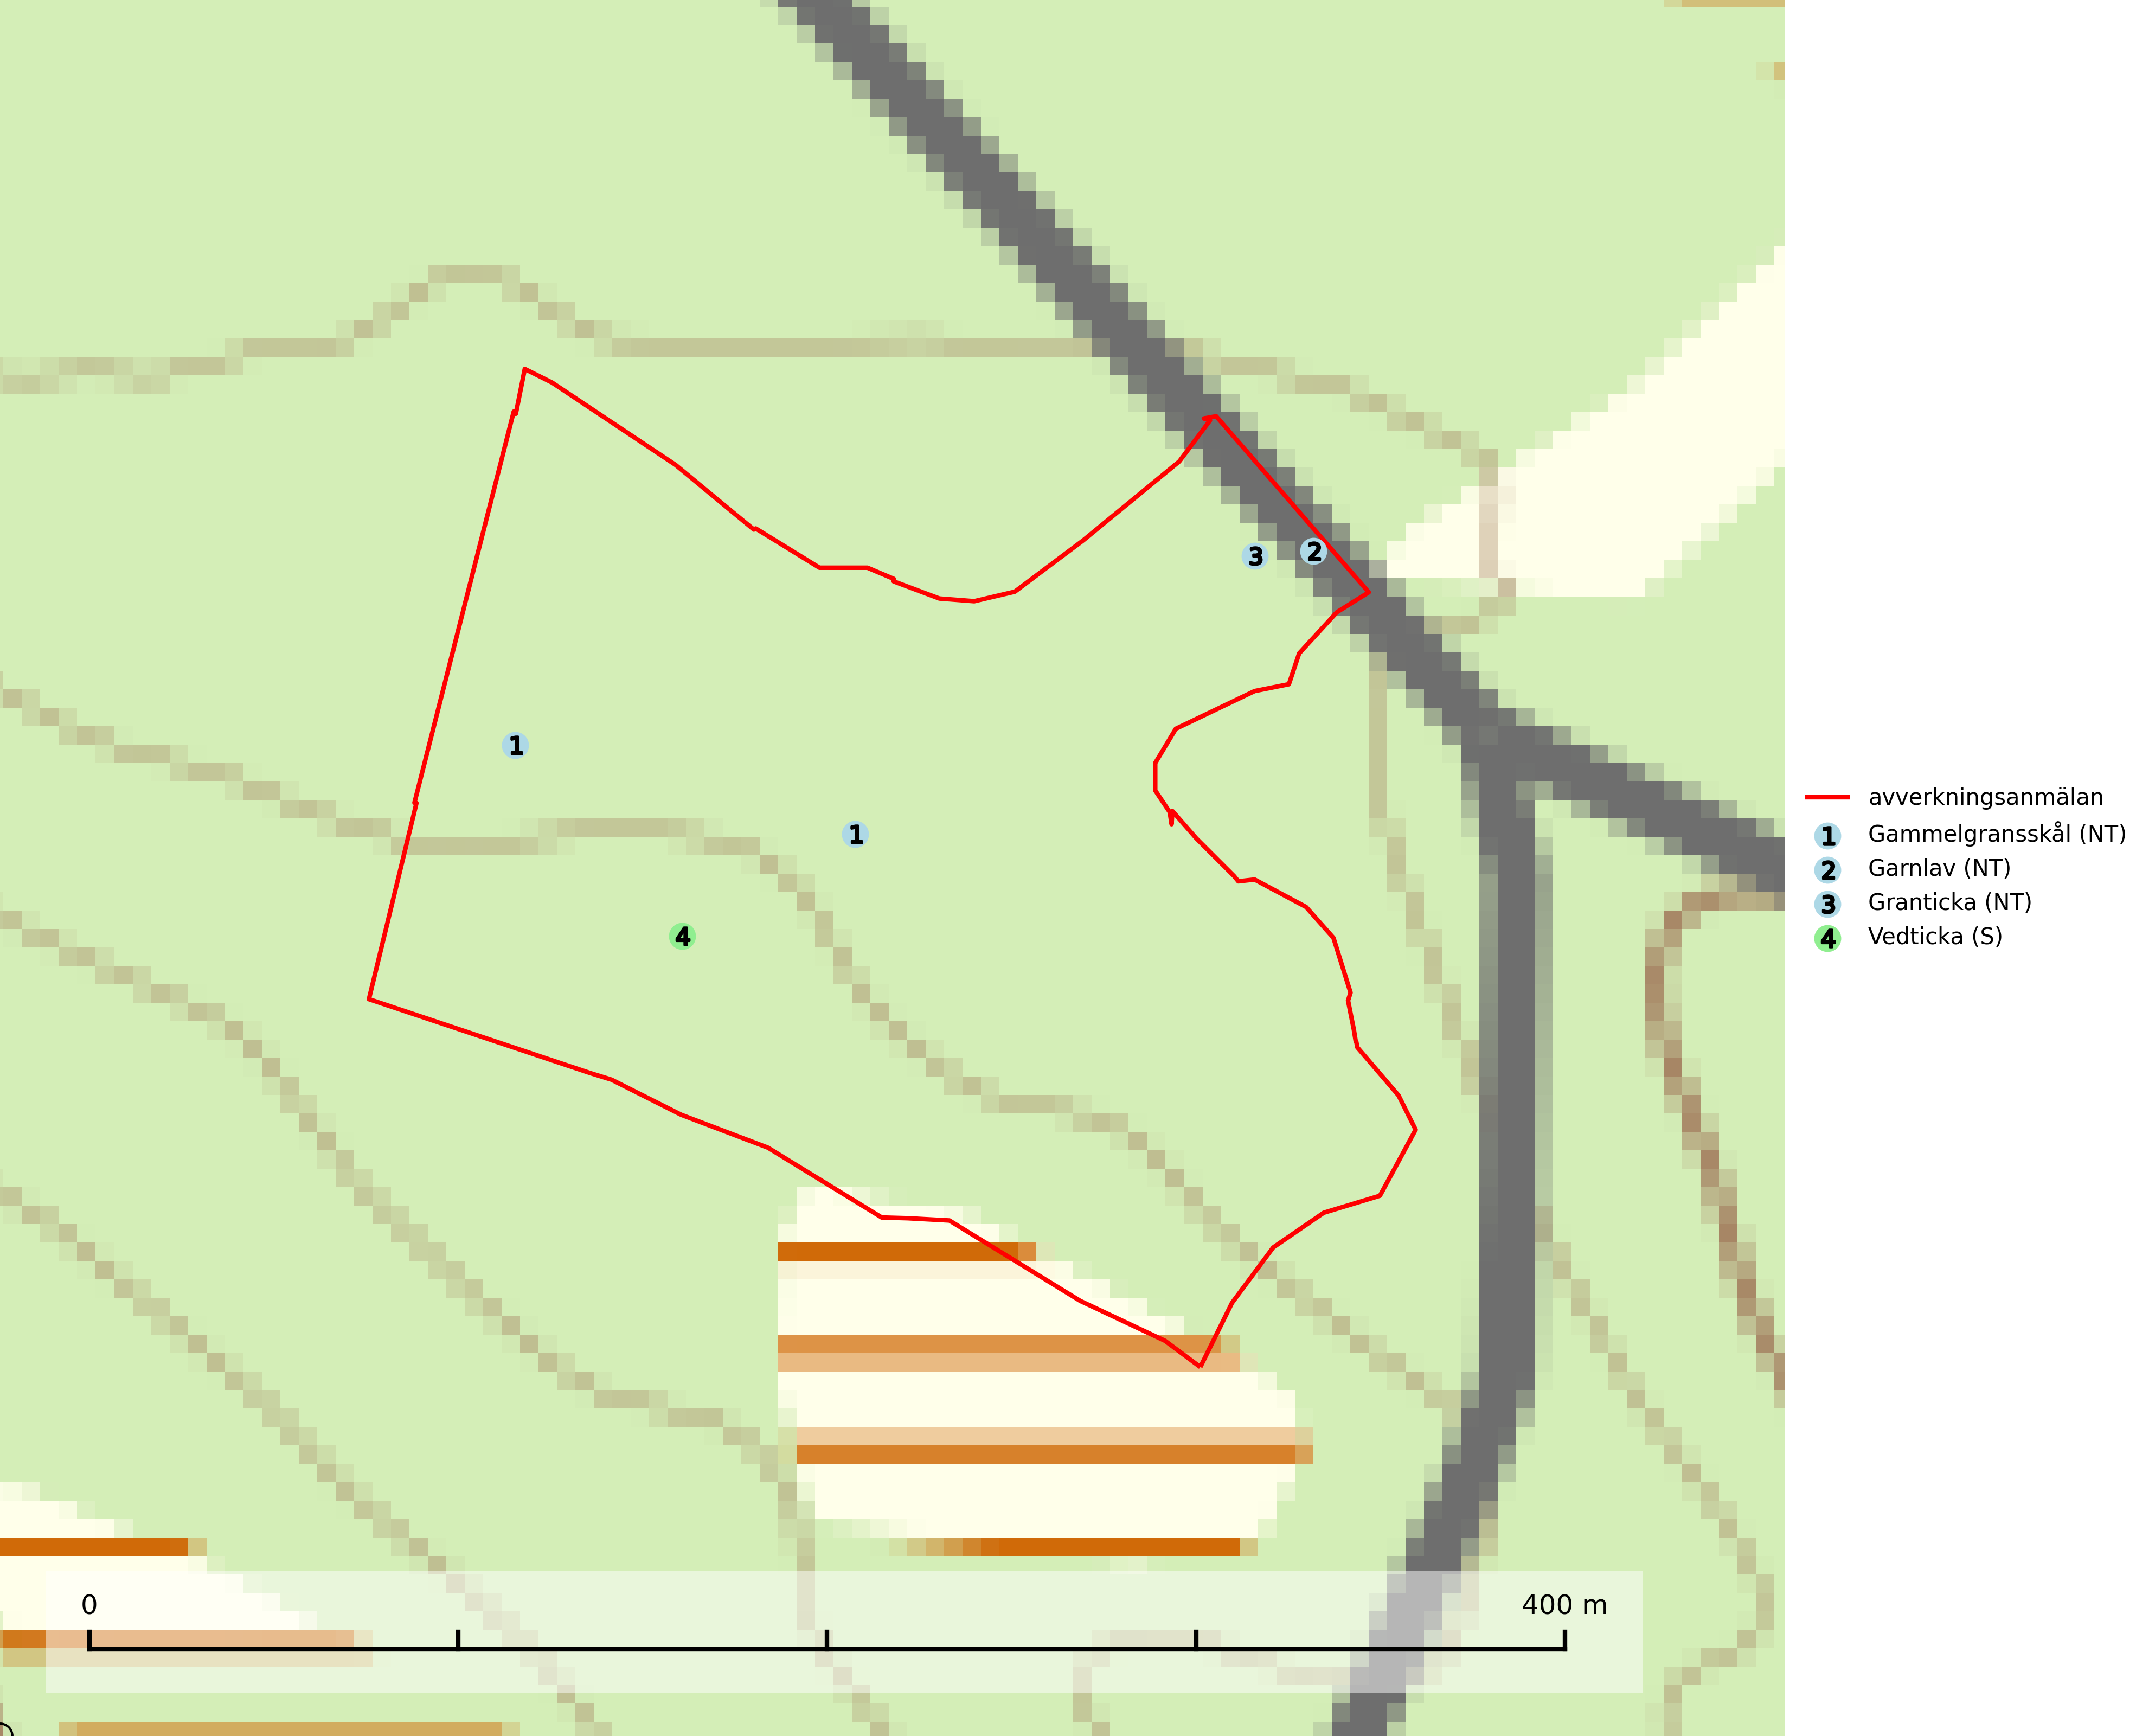 3
2
1
1
4
avverkningsanmälan
1 Gammelgransskål (NT)
2 Garnlav (NT)
3 Granticka (NT)
4 Vedticka (S)
0 400 m